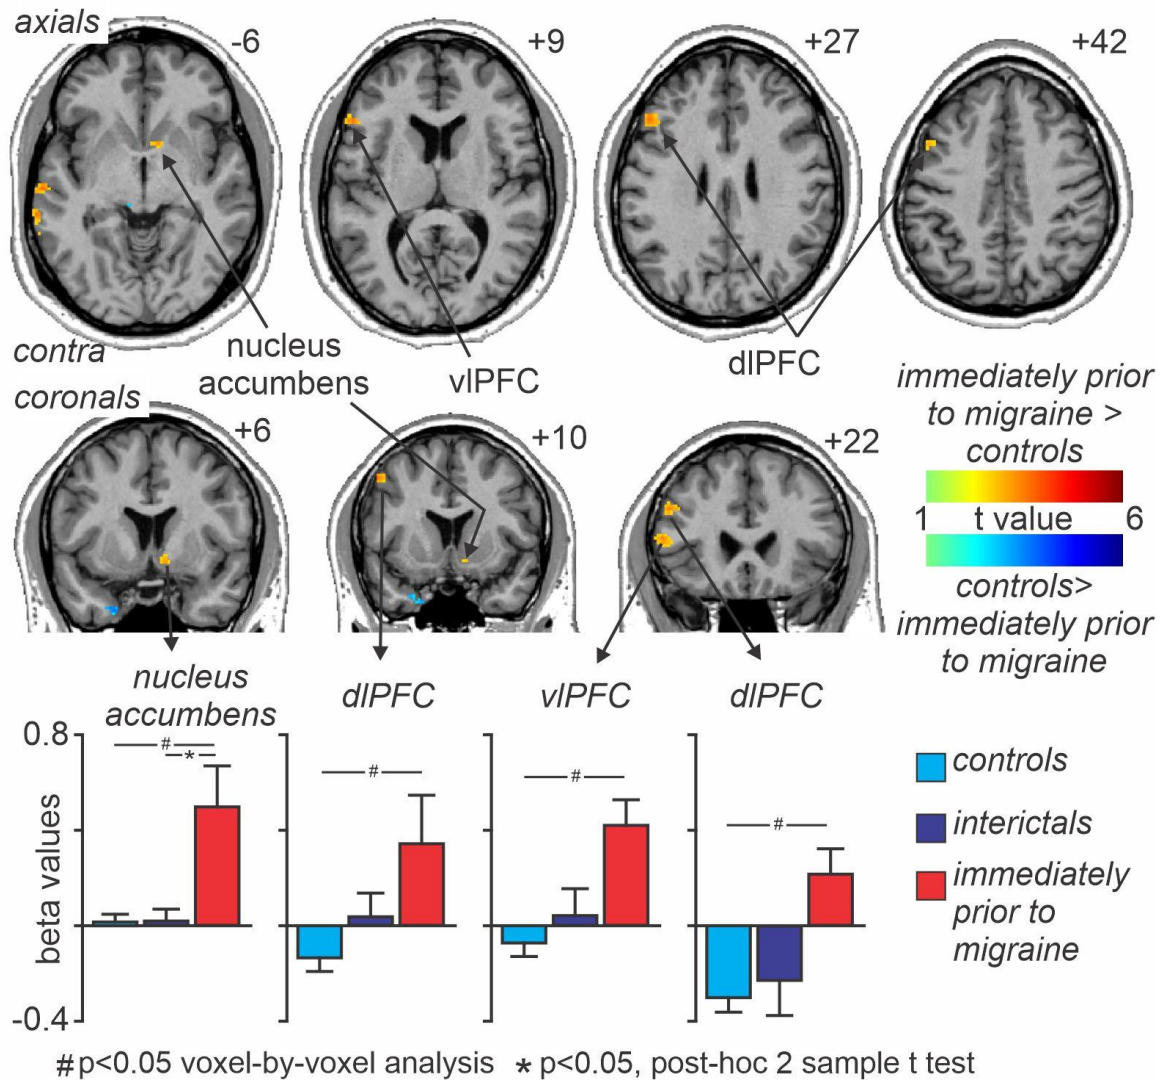 axials
-6
+9
+27
+42
contra
nucleus
accumbens
vlPFC
dlPFC
coronals
+6
+10
+22
immediately prior
to migraine >
controls
1 t value 6
controls>
immediately prior
to migraine
nucleus
accumbens
dlPFC
vlPFC
dlPFC
0.8
beta values
-0.4
#
*
#
#
#
controls
interictals
immediately
prior to
migraine
# p<0.05 voxel-by-voxel analysis * p<0.05, post-hoc 2 sample t test